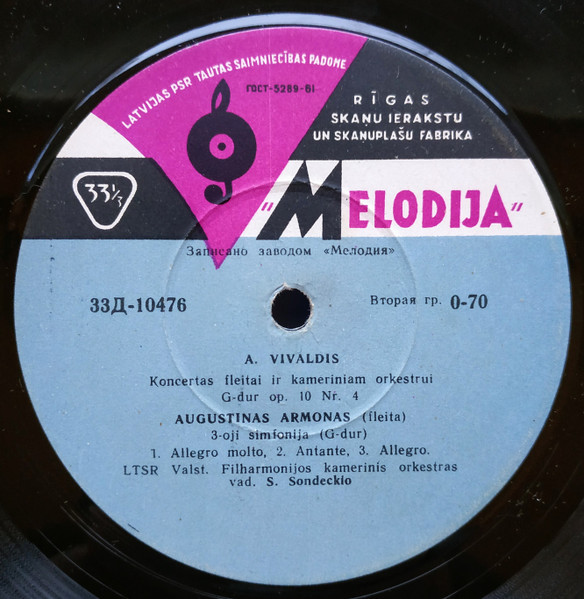 LATVIJAS PSR TAUTAS SAIMNIECĪBAS PADOME
ГОСТ-5289-61
RĪGAS
SKAŅU IERAKSTU
UN SKAŅUPLAŠU FABRIKA
33⅓
"MELODIJA"
Записано заводом «Мелодия»
33Д-10476
Вторая гр. 0-70
A. VIVALDIS
Koncertas fleitai ir kameriniam orkestrui
G-dur op. 10 Nr. 4
AUGUSTINAS ARMONAS (fleita)
3-oji simfonija (G-dur)
1. Allegro molto, 2. Antante, 3. Allegro.
LTSR Valst. Filharmonijos kamerinis orkestras
vad. S. Sondeckio